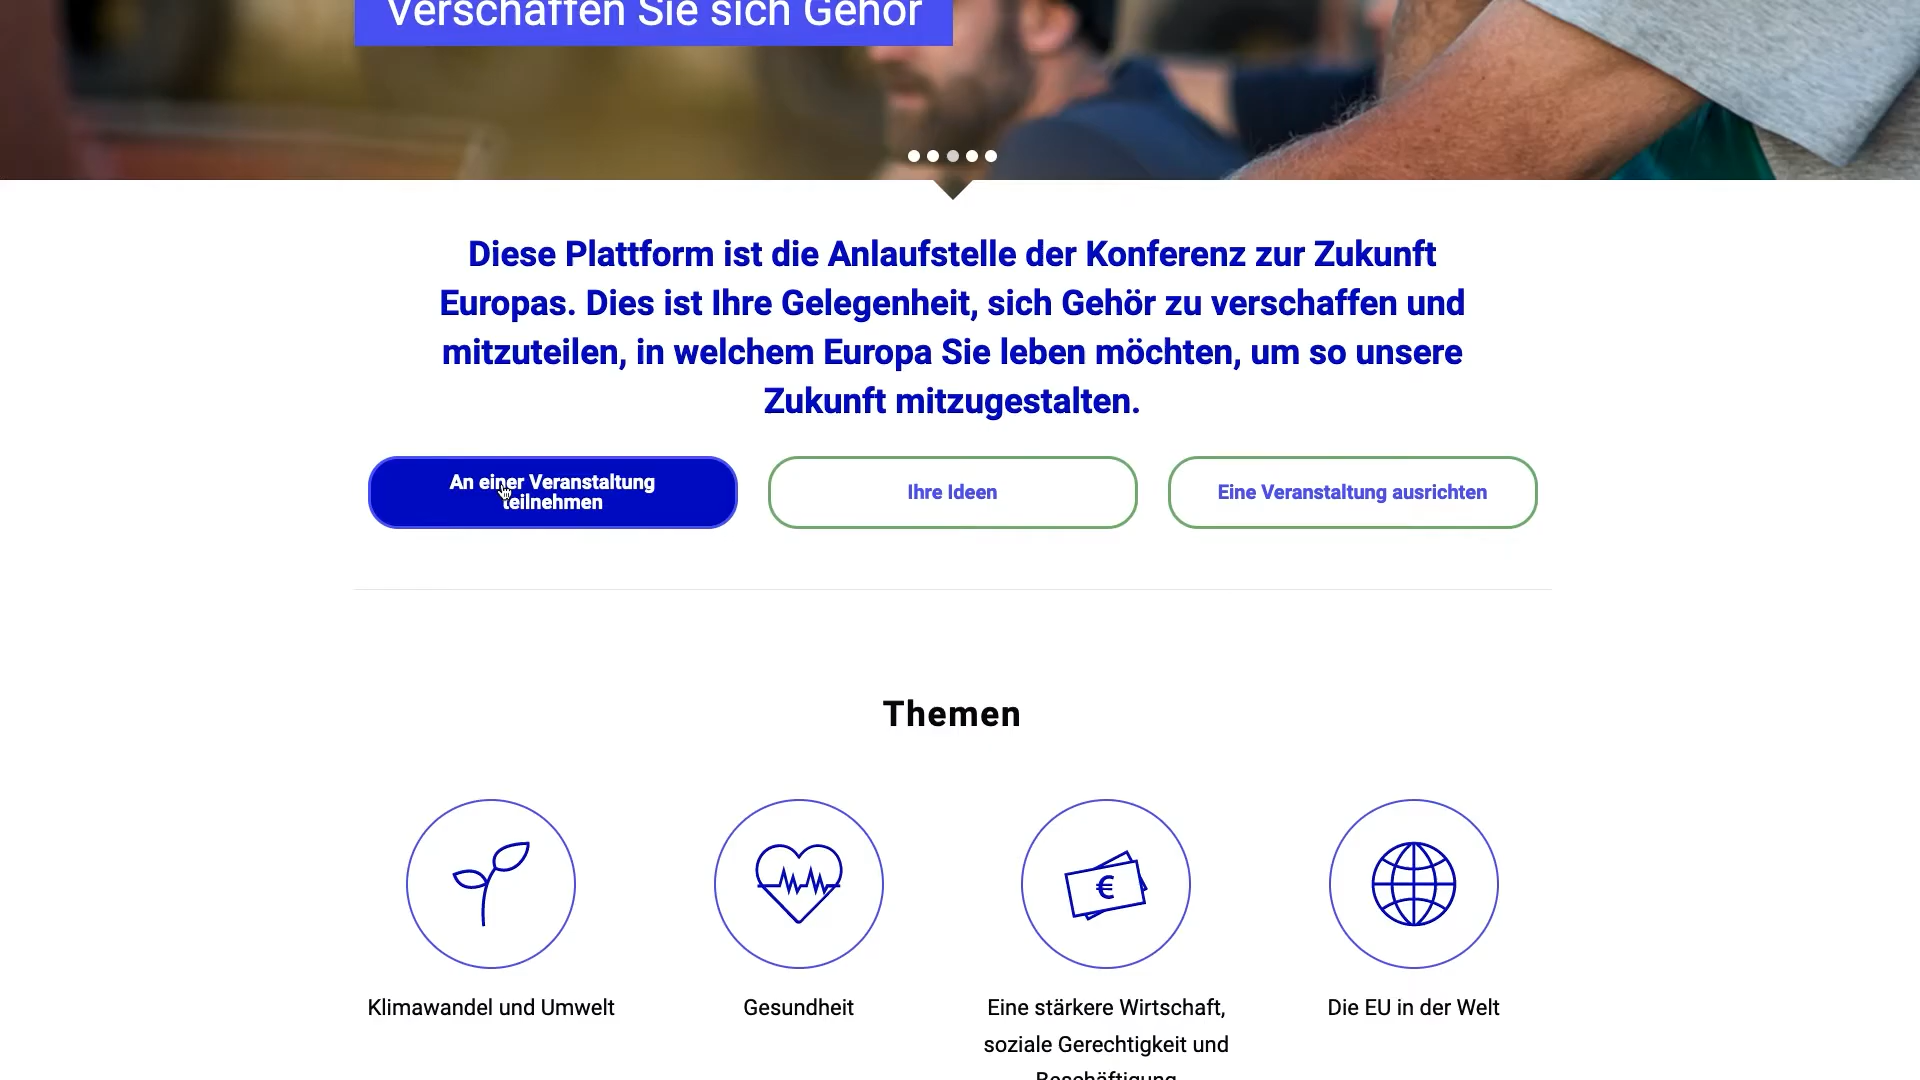 Verschaffen Sie sich Gehör
Diese Plattform ist die Anlaufstelle der Konferenz zur Zukunft
Europas. Dies ist Ihre Gelegenheit, sich Gehör zu verschaffen und
mitzuteilen, in welchem Europa Sie leben möchten, um so unsere
Zukunft mitzugestalten.
An einer Veranstaltung
teilnehmen
Ihre Ideen
Eine Veranstaltung ausrichten
Themen
€
Klimawandel und Umwelt
Gesundheit
Eine stärkere Wirtschaft,
soziale Gerechtigkeit und
Beschäftigung
Die EU in der Welt